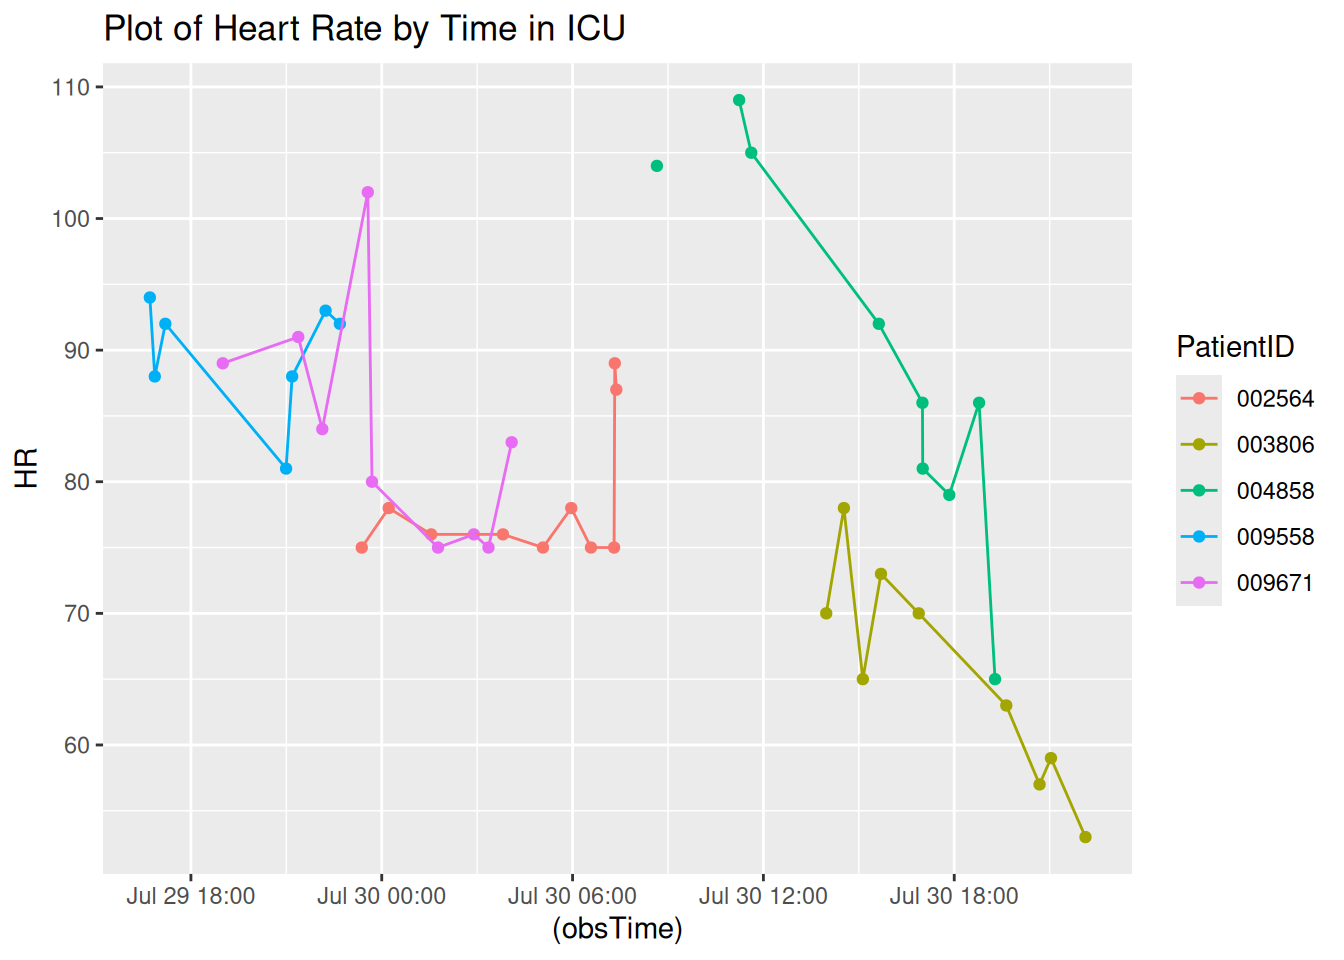 Plot of Heart Rate by Time in ICU
110
100
90
80
70
60
HR
Jul 29 18:00
Jul 30 00:00
Jul 30 06:00
Jul 30 12:00
Jul 30 18:00
(obsTime)
PatientID
002564
003806
004858
009558
009671